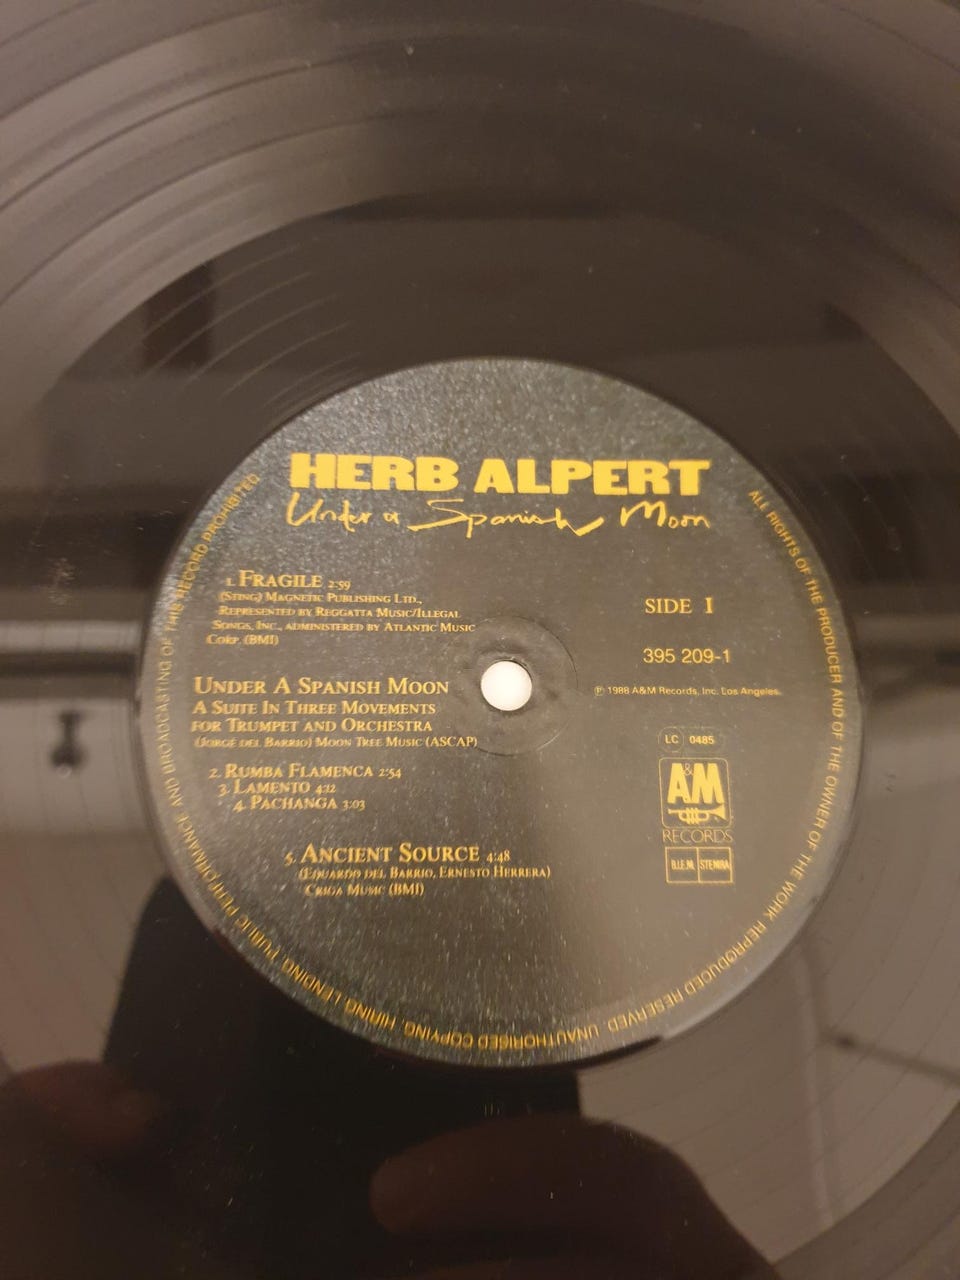 HERB ALPERT
Under a Spanish Moon
1. FRAGILE 2:59
(STING) MAGNETIC PUBLISHING LTD.,
REPRESENTED BY REGGATTA MUSIC/ILLEGAL
SONGS, INC., ADMINISTERED BY ATLANTIC MUSIC
CORP. (BMI)
UNDER A SPANISH MOON
A SUITE IN THREE MOVEMENTS
FOR TRUMPET AND ORCHESTRA
(JORGE DEL BARRIO) MOON TREE MUSIC (ASCAP)
2. RUMBA FLAMENCA 2:54
3. LAMENTO 4:12
4. PACHANGA 3:03
5. ANCIENT SOURCE 4:48
(EDUARDO DEL BARRIO, ERNESTO HERRERA)
CRIGA MUSIC (BMI)
SIDE I
395 209-1
℗ 1988 A&M Records, Inc. Los Angeles.
LC 0485
A&M
RECORDS
B.I.E.M. STEMRA
ALL RIGHTS OF THE PRODUCER AND OF THE OWNER OF THE WORK REPRODUCED RESERVED. UNAUTHORISED COPYING, HIRING, LENDING, PUBLIC PERFORMANCE AND BROADCASTING OF THIS RECORD PROHIBITED